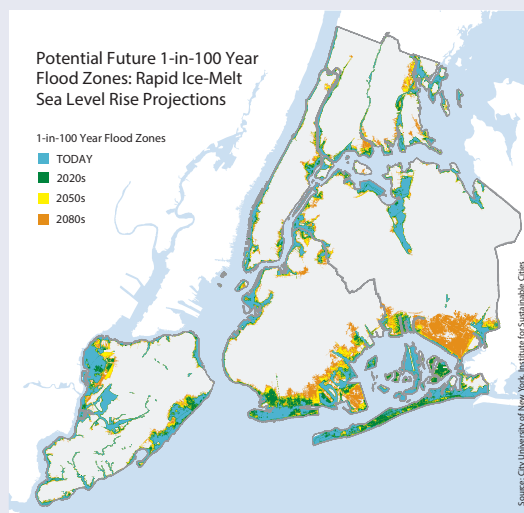 Potential Future 1-in-100 Year
Flood Zones: Rapid Ice-Melt
Sea Level Rise Projections
1-in-100 Year Flood Zones
TODAY
2020s
2050s
2080s
Source: City University of New York, Institute for Sustainable Cities